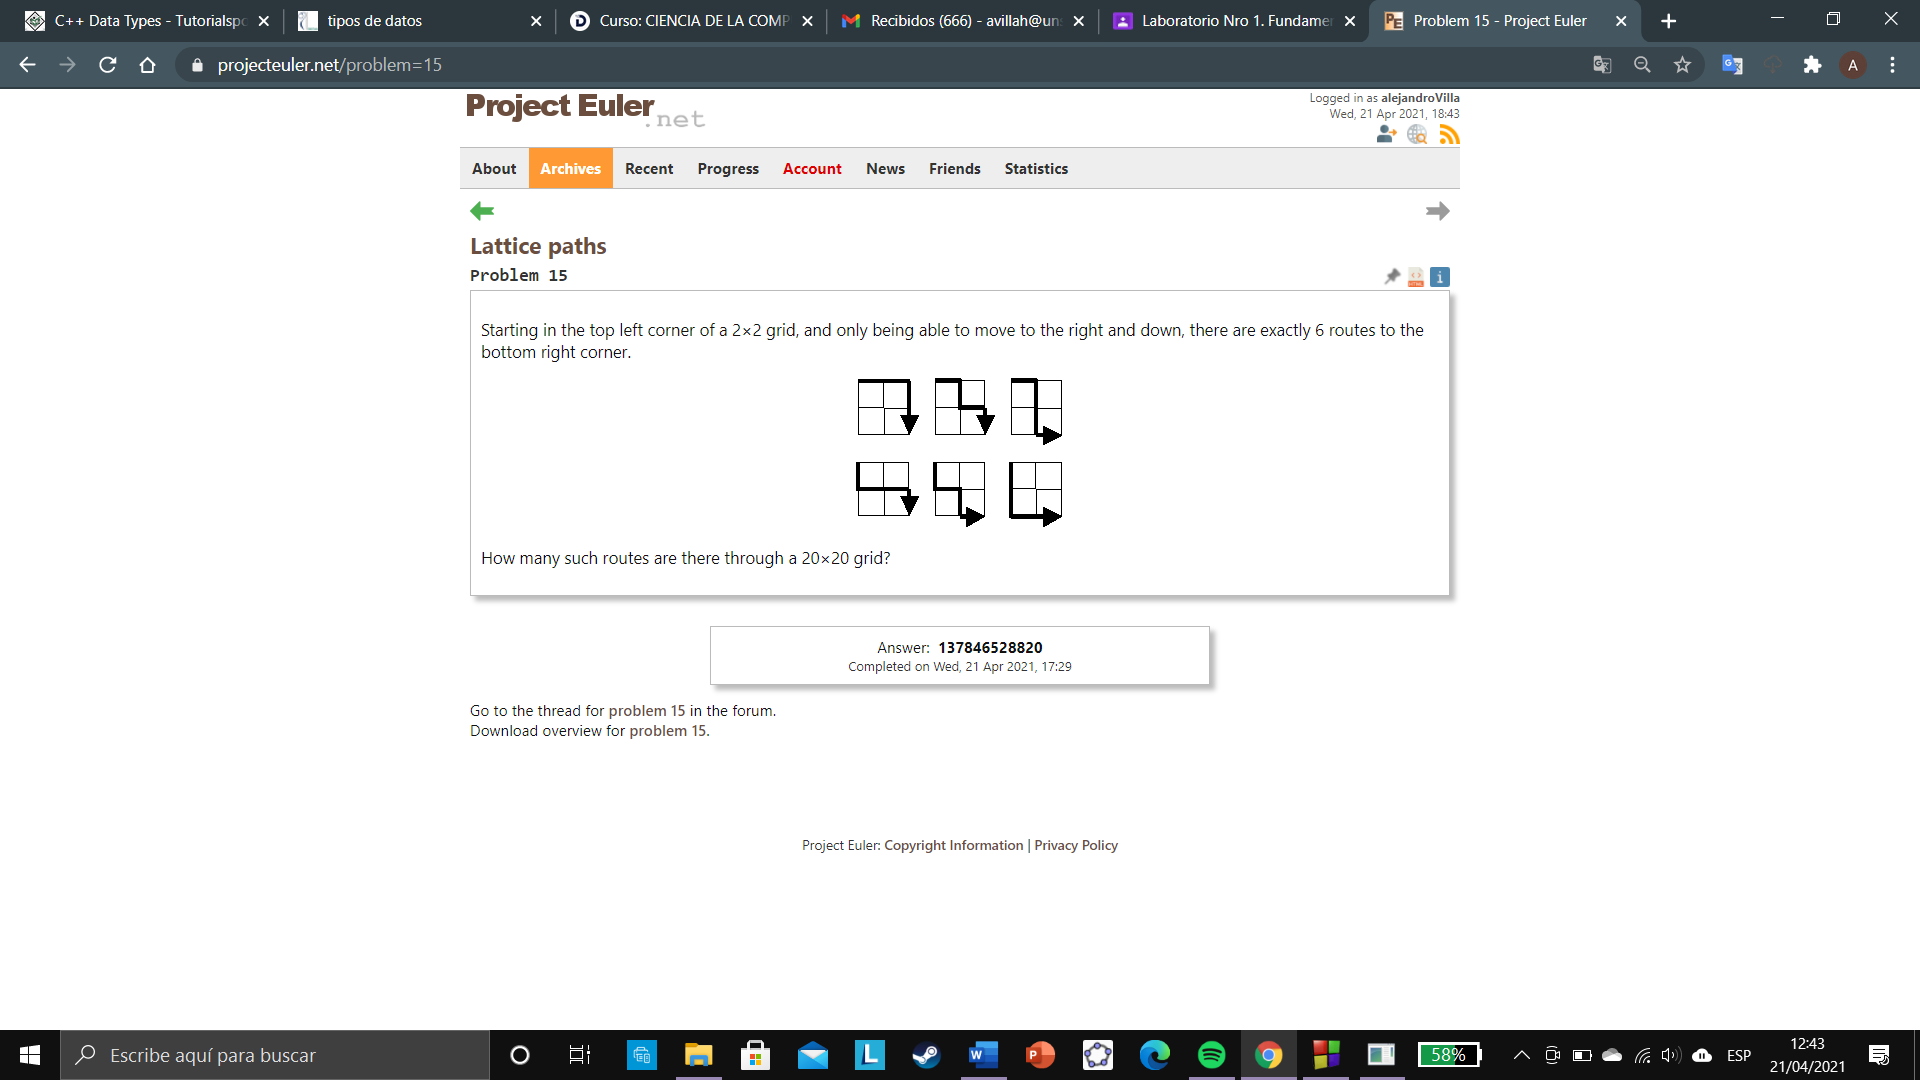 C++ Data Types - Tutorialspo
tipos de datos
Curso: CIENCIA DE LA COMP
Recibidos (666) - avillah@un
Laboratorio Nro 1. Fundame
Problem 15 - Project Euler
projecteuler.net/problem=15
A
Project Euler
.net
Logged in as alejandroVilla
Wed, 21 Apr 2021, 18:43
About Archives Recent Progress Account News Friends Statistics
Lattice paths
Problem 15
Starting in the top left corner of a 2×2 grid, and only being able to move to the right and down, there are exactly 6 routes to the
bottom right corner.
How many such routes are there through a 20×20 grid?
Answer: 137846528820
Completed on Wed, 21 Apr 2021, 17:29
Go to the thread for problem 15 in the forum.
Download overview for problem 15.
Project Euler: Copyright Information | Privacy Policy
Escribe aquí para buscar
58%
ESP
12:43
21/04/2021